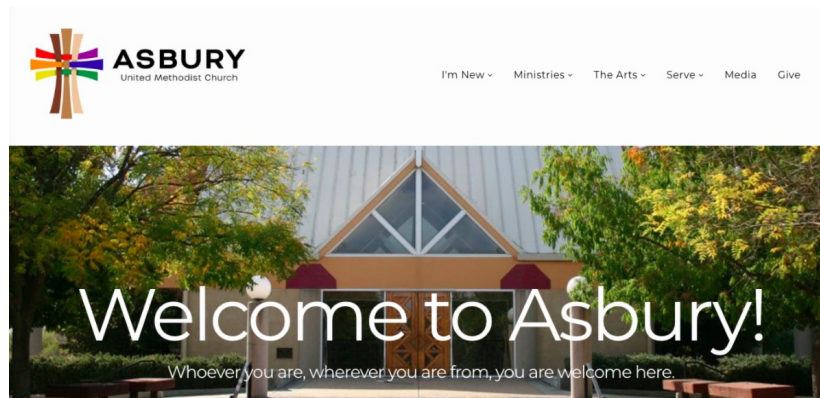 ASBURY
United Methodist Church
I'm New
Ministries
The Arts
Serve
Media
Give
Welcome to Asbury!
Whoever you are, wherever you are from, you are welcome here.